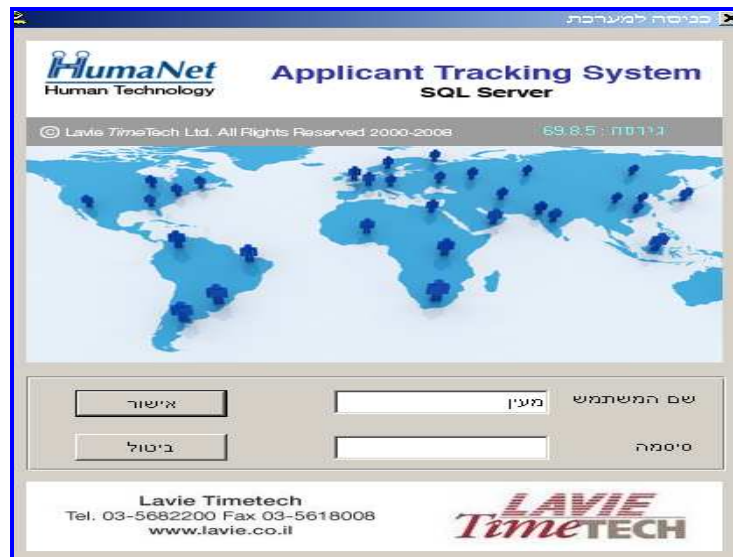 כניסה למערכת
HumaNet
Human Technology
Applicant Tracking System
SQL Server
© Lavie TimeTech Ltd. All Rights Reserved 2000-2008
גירסה : 69.8.5
שם המשתמש
מעין
אישור
סיסמה
ביטול
Lavie Timetech
Tel. 03-5682200 Fax 03-5618008
www.lavie.co.il
LAVIE
TimeTECH